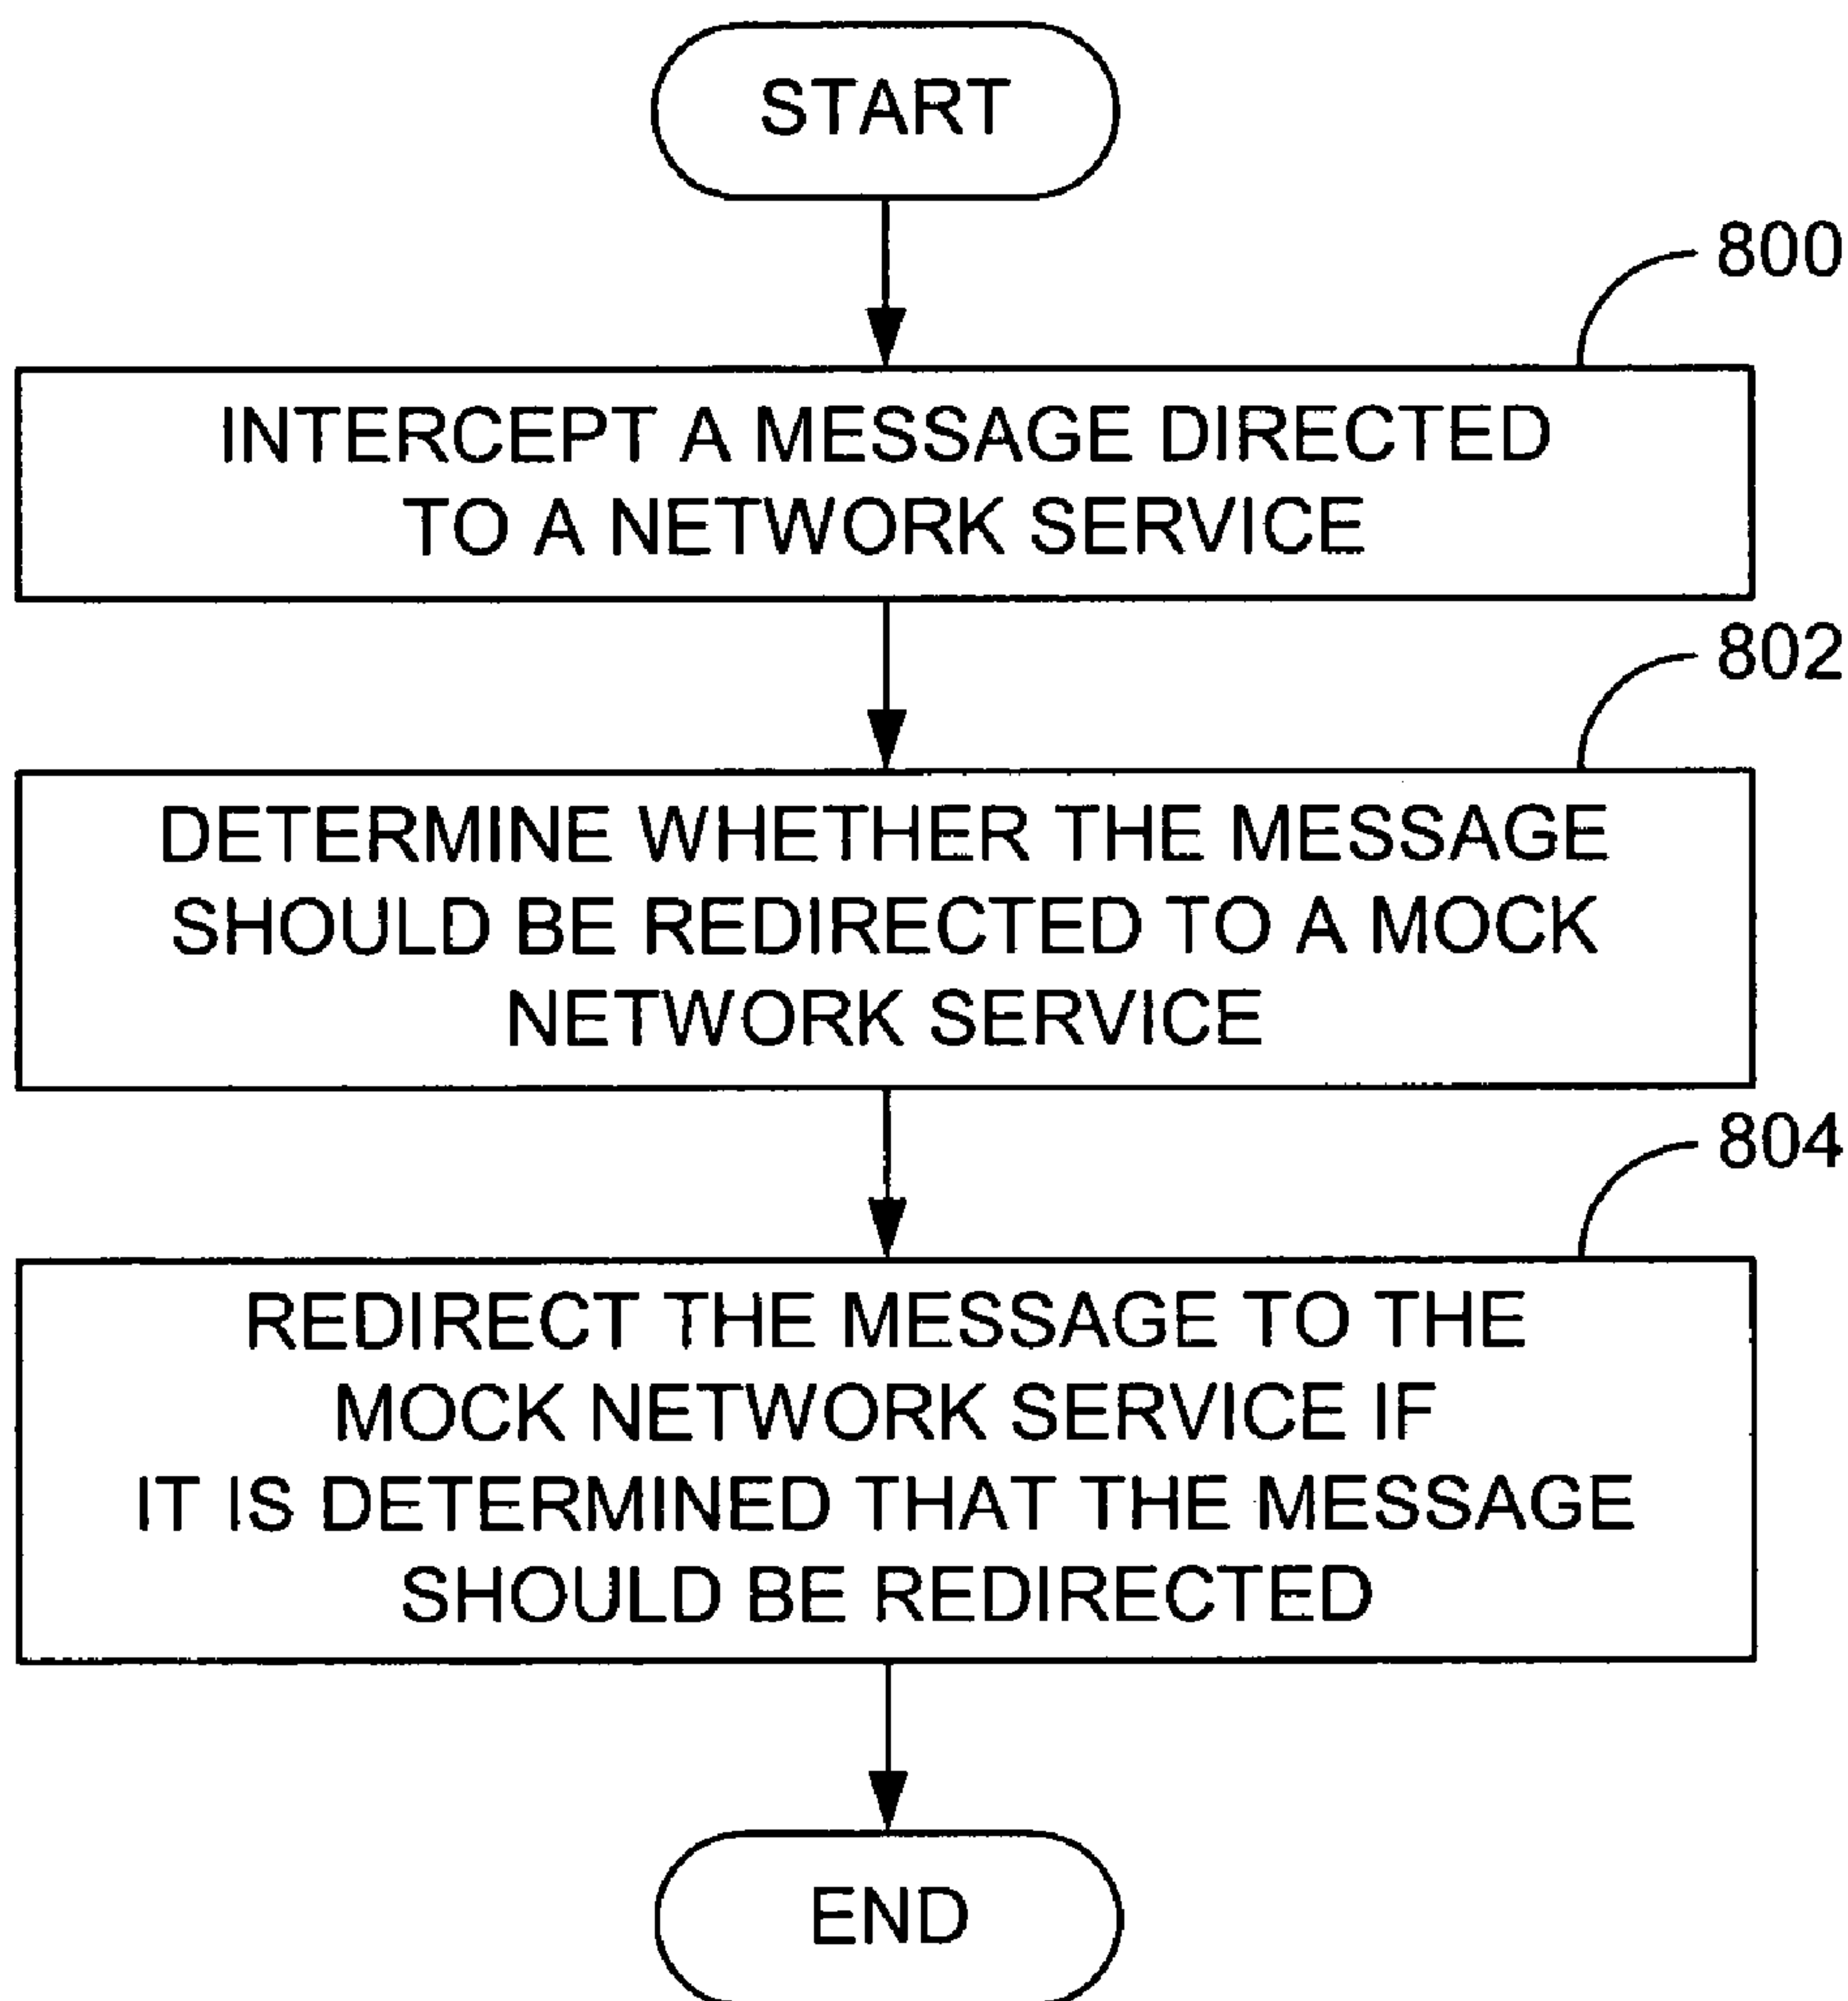 START
800
INTERCEPT A MESSAGE DIRECTED
TO A NETWORK SERVICE
802
DETERMINE WHETHER THE MESSAGE
SHOULD BE REDIRECTED TO A MOCK
NETWORK SERVICE
804
REDIRECT THE MESSAGE TO THE
MOCK NETWORK SERVICE IF
IT IS DETERMINED THAT THE MESSAGE
SHOULD BE REDIRECTED
END